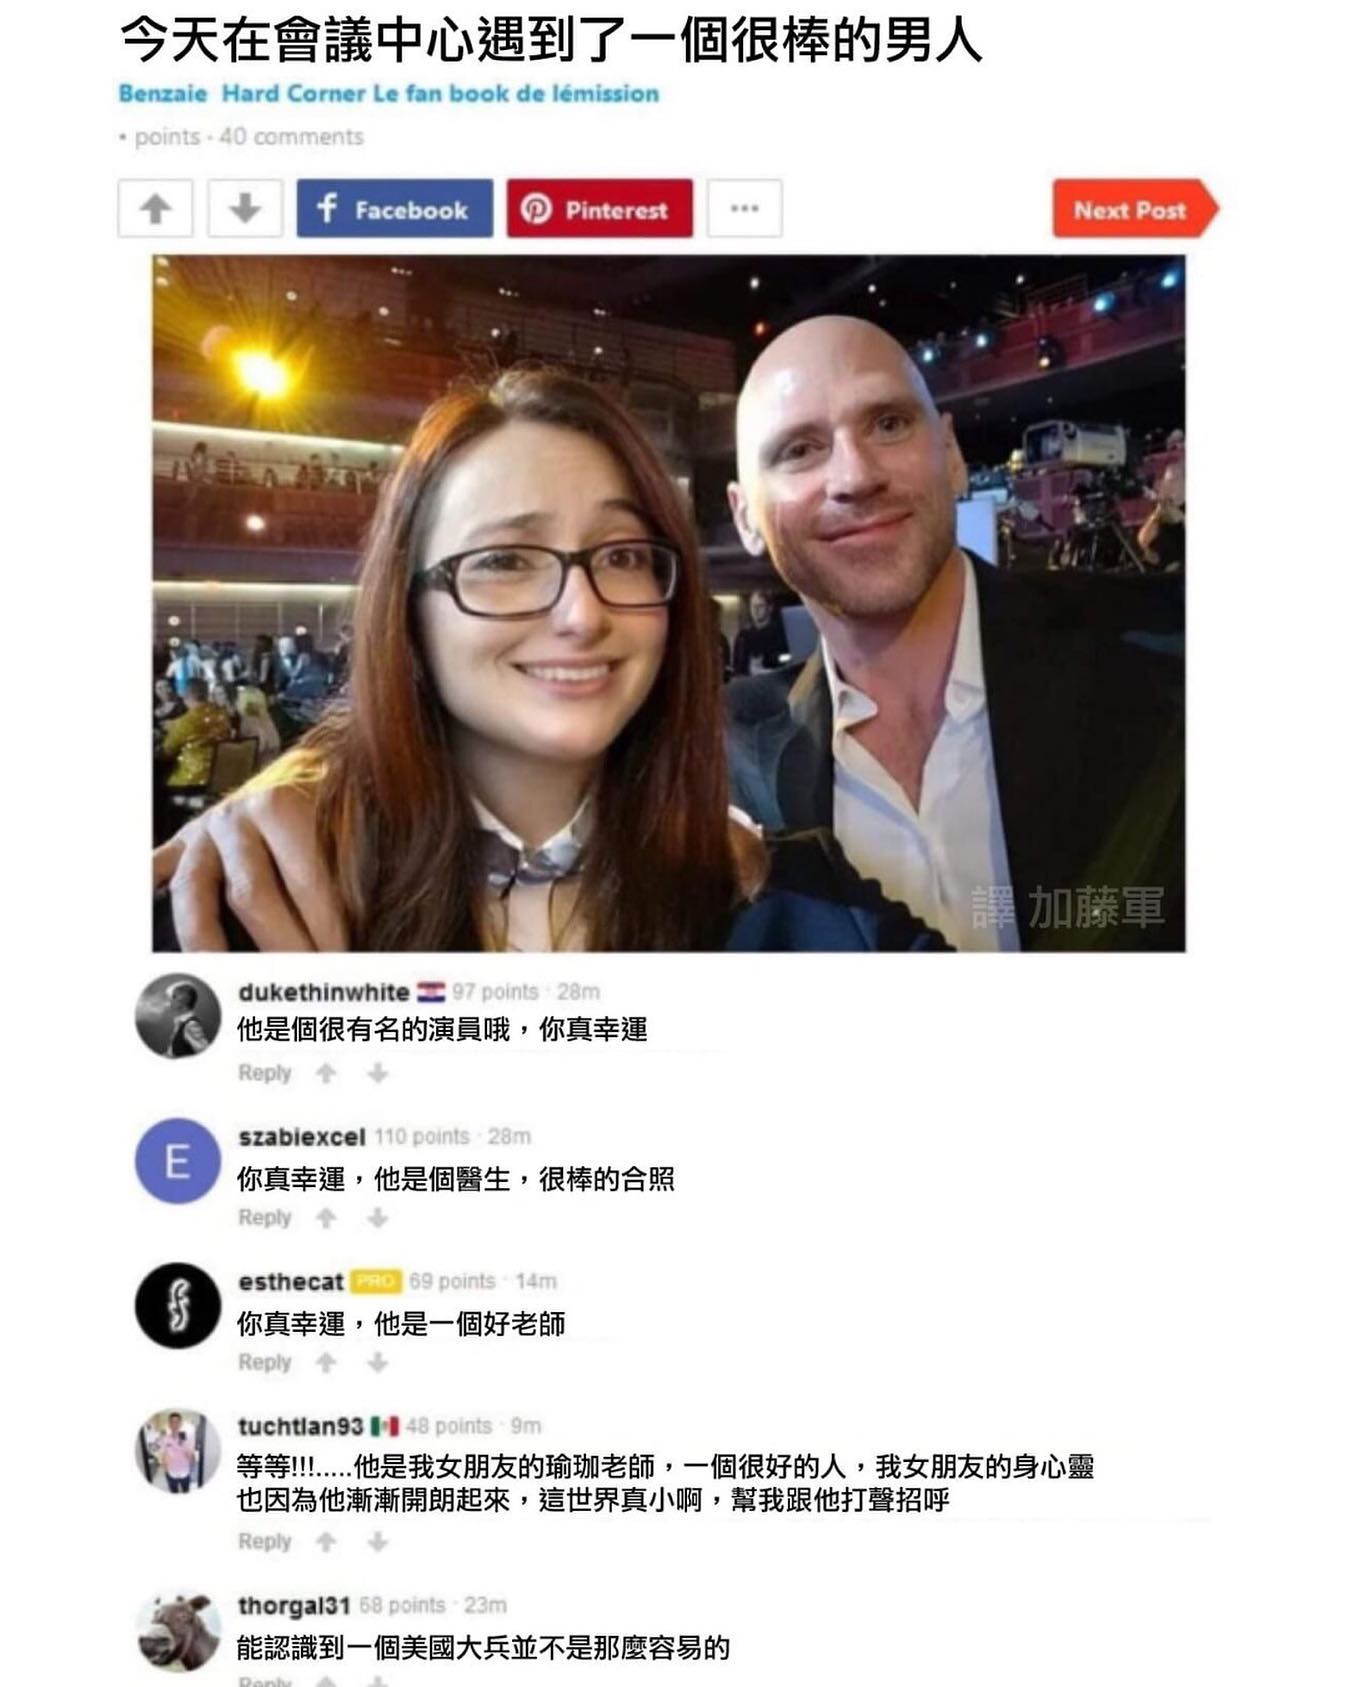 今天在會議中心遇到了一個很棒的男人
Benzaie Hard Corner Le fan book de lémission
• points - 40 comments
f Facebook
Pinterest
•••
Next Post
譯 加藤軍
dukethinwhite 97 points · 28m
他是個很有名的演員哦，你真幸運
Reply
E
szabiexcel 110 points · 28m
你真幸運，他是個醫生，很棒的合照
Reply
esthecat PRO 69 points · 14m
你真幸運，他是一個好老師
Reply
tuchtlan93 48 points · 9m
等等!!!.....他是我女朋友的瑜珈老師，一個很好的人，我女朋友的身心靈
也因為他漸漸開朗起來，這世界真小啊，幫我跟他打聲招呼
Reply
thorgal31 68 points · 23m
能認識到一個美國大兵並不是那麼容易的
Reply